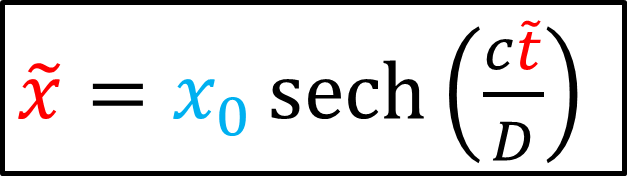 x̃ = x₀ sech (ct̃/D)